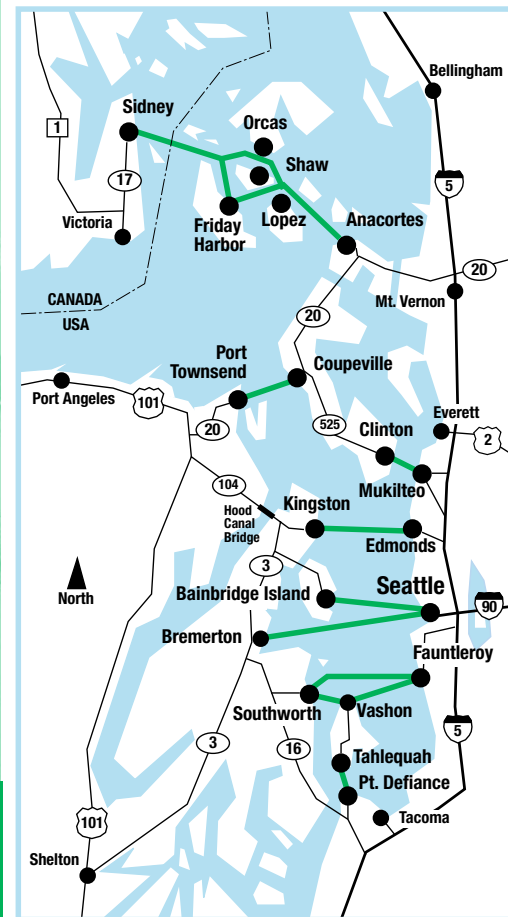 Bellingham
Sidney
Orcas
1
Shaw
17
5
Victoria
Friday
Harbor
Lopez
Anacortes
20
CANADA
USA
Mt. Vernon
20
Port
Townsend
Coupeville
Port Angeles
101
Everett
20
525
2
Clinton
104
Mukilteo
Hood
Canal
Bridge
Kingston
Edmonds
3
North
Bainbridge Island
Seattle
90
Bremerton
Fauntleroy
Southworth
Vashon
5
3
16
Tahlequah
Pt. Defiance
101
Tacoma
Shelton